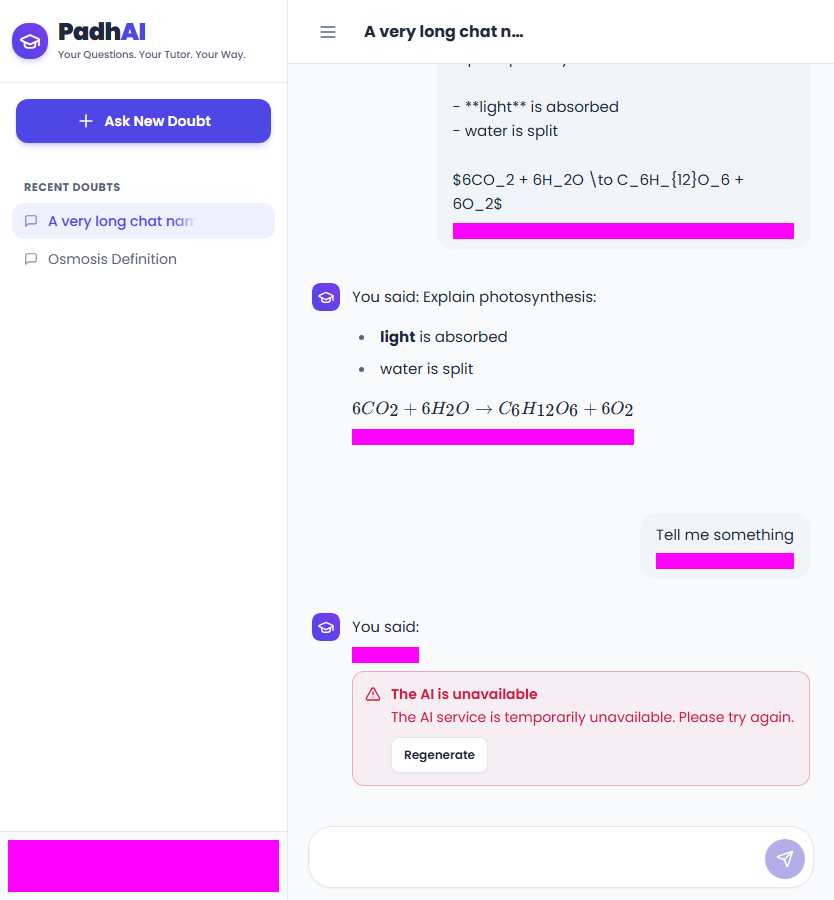 PadhAI
Your Questions. Your Tutor. Your Way.
Ask New Doubt
RECENT DOUBTS
A very long chat nam
Osmosis Definition
A very long chat n...
- **light** is absorbed
- water is split
$6CO_2 + 6H_2O \to C_6H_{12}O_6 +
6O_2$
You said: Explain photosynthesis:
• light is absorbed
• water is split
6CO2 + 6H2O → C6H12O6 + 6O2
Tell me something
You said:
The AI is unavailable
The AI service is temporarily unavailable. Please try again.
Regenerate